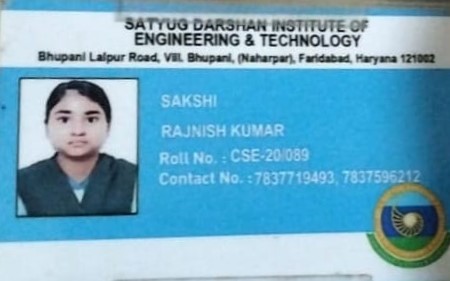 SATYUG DARSHAN INSTITUTE OF
ENGINEERING & TECHNOLOGY
Bhupani Lalpur Road, Vill. Bhupani, (Naharpar), Faridabad, Haryana 121002
SAKSHI
RAJNISH KUMAR
Roll No. : CSE-20/089
Contact No. : 7837719493, 7837596212